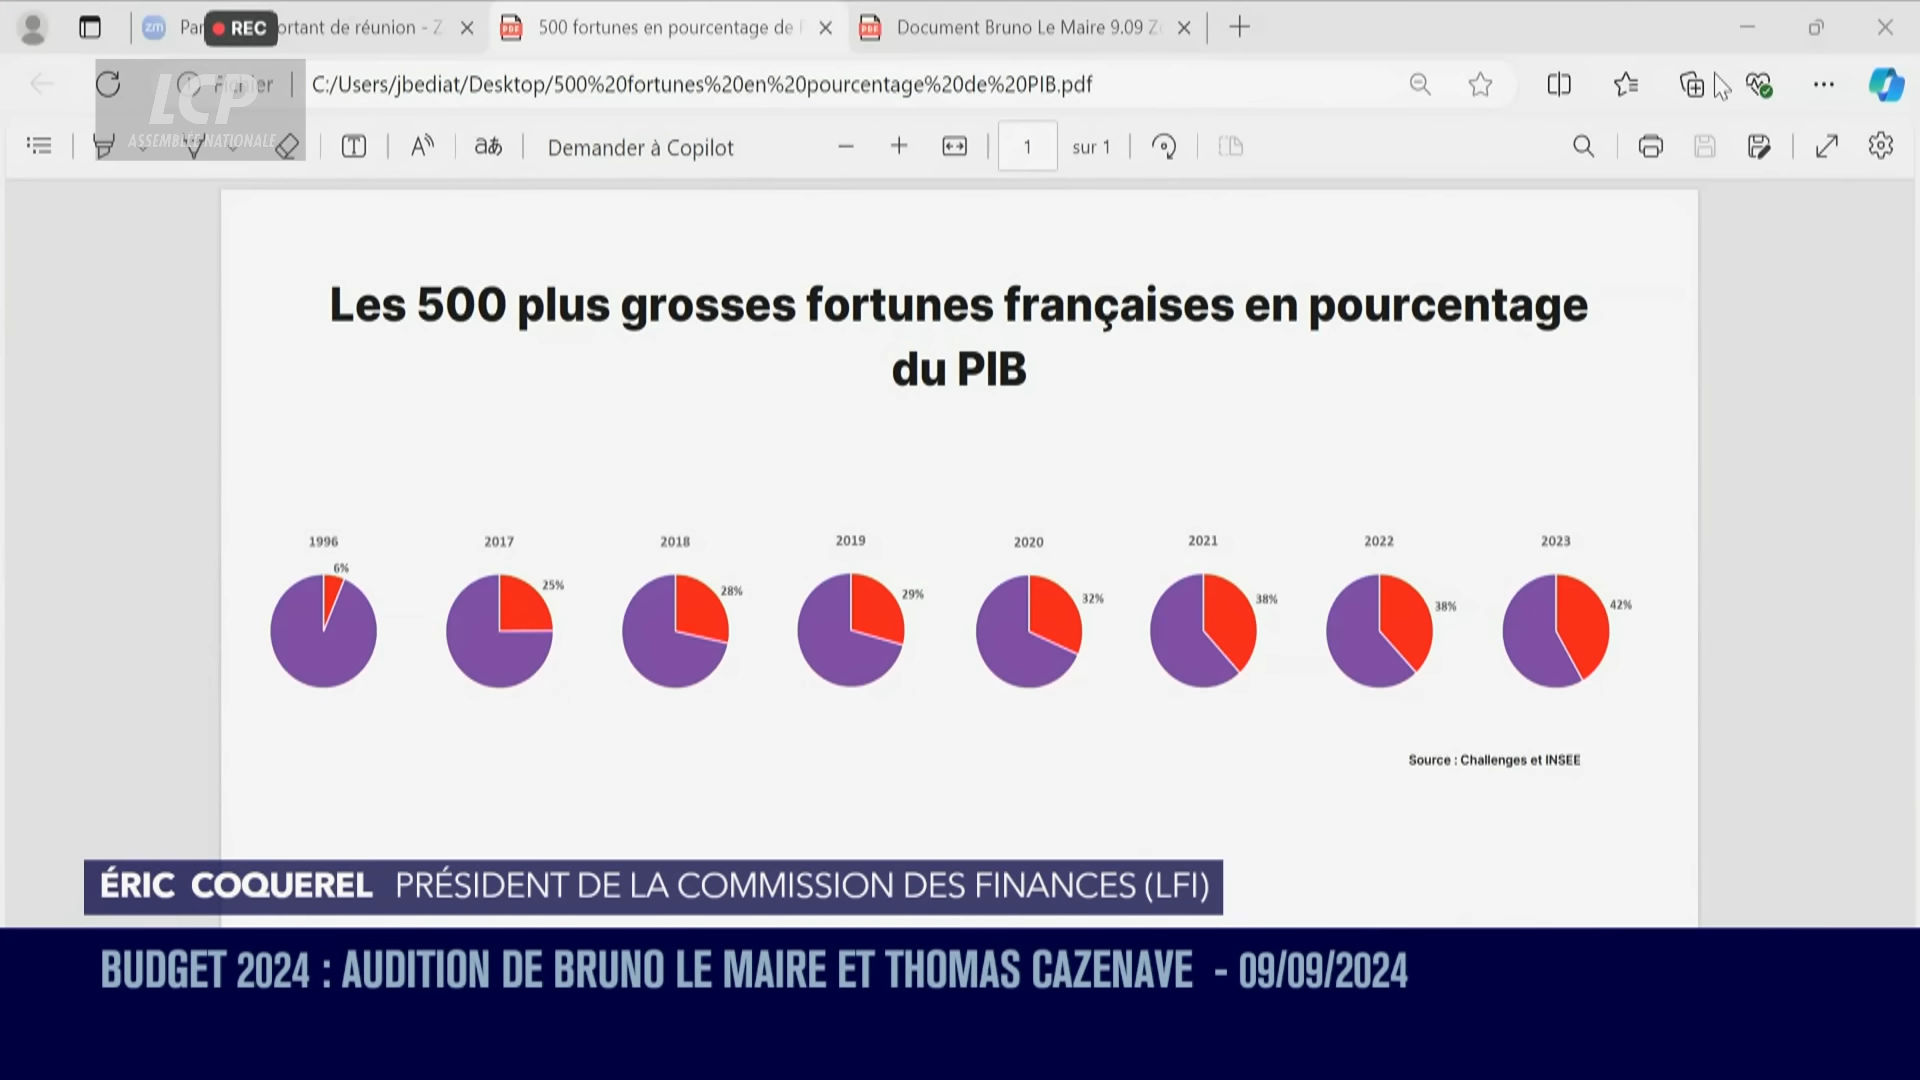 zm
REC
ortant de réunion - Z
500 fortunes en pourcentage de
Document Bruno Le Maire 9.09 Z
LCP
ASSEMBLÉE NATIONALE
C:/Users/jbediat/Desktop/500%20fortunes%20en%20pourcentage%20de%20PIB.pdf
Demander à Copilot
1
sur 1
Les 500 plus grosses fortunes françaises en pourcentage
du PIB
1996 2017 2018 2019 2020 2021 2022 2023
6% 25% 28% 29% 32% 38% 38% 42%
Source : Challenges et INSEE
ÉRIC COQUEREL PRÉSIDENT DE LA COMMISSION DES FINANCES (LFI)
BUDGET 2024 : AUDITION DE BRUNO LE MAIRE ET THOMAS CAZENAVE - 09/09/2024